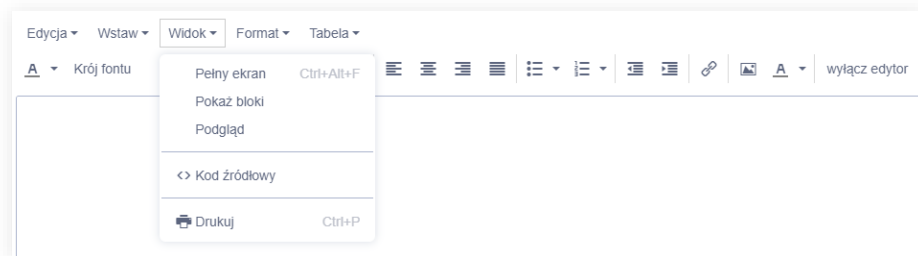 Edycja Wstaw Widok Format Tabela
A Krój fontu A wyłącz edytor
Pełny ekran Ctrl+Alt+F
Pokaż bloki
Podgląd
<> Kod źródłowy
Drukuj Ctrl+P